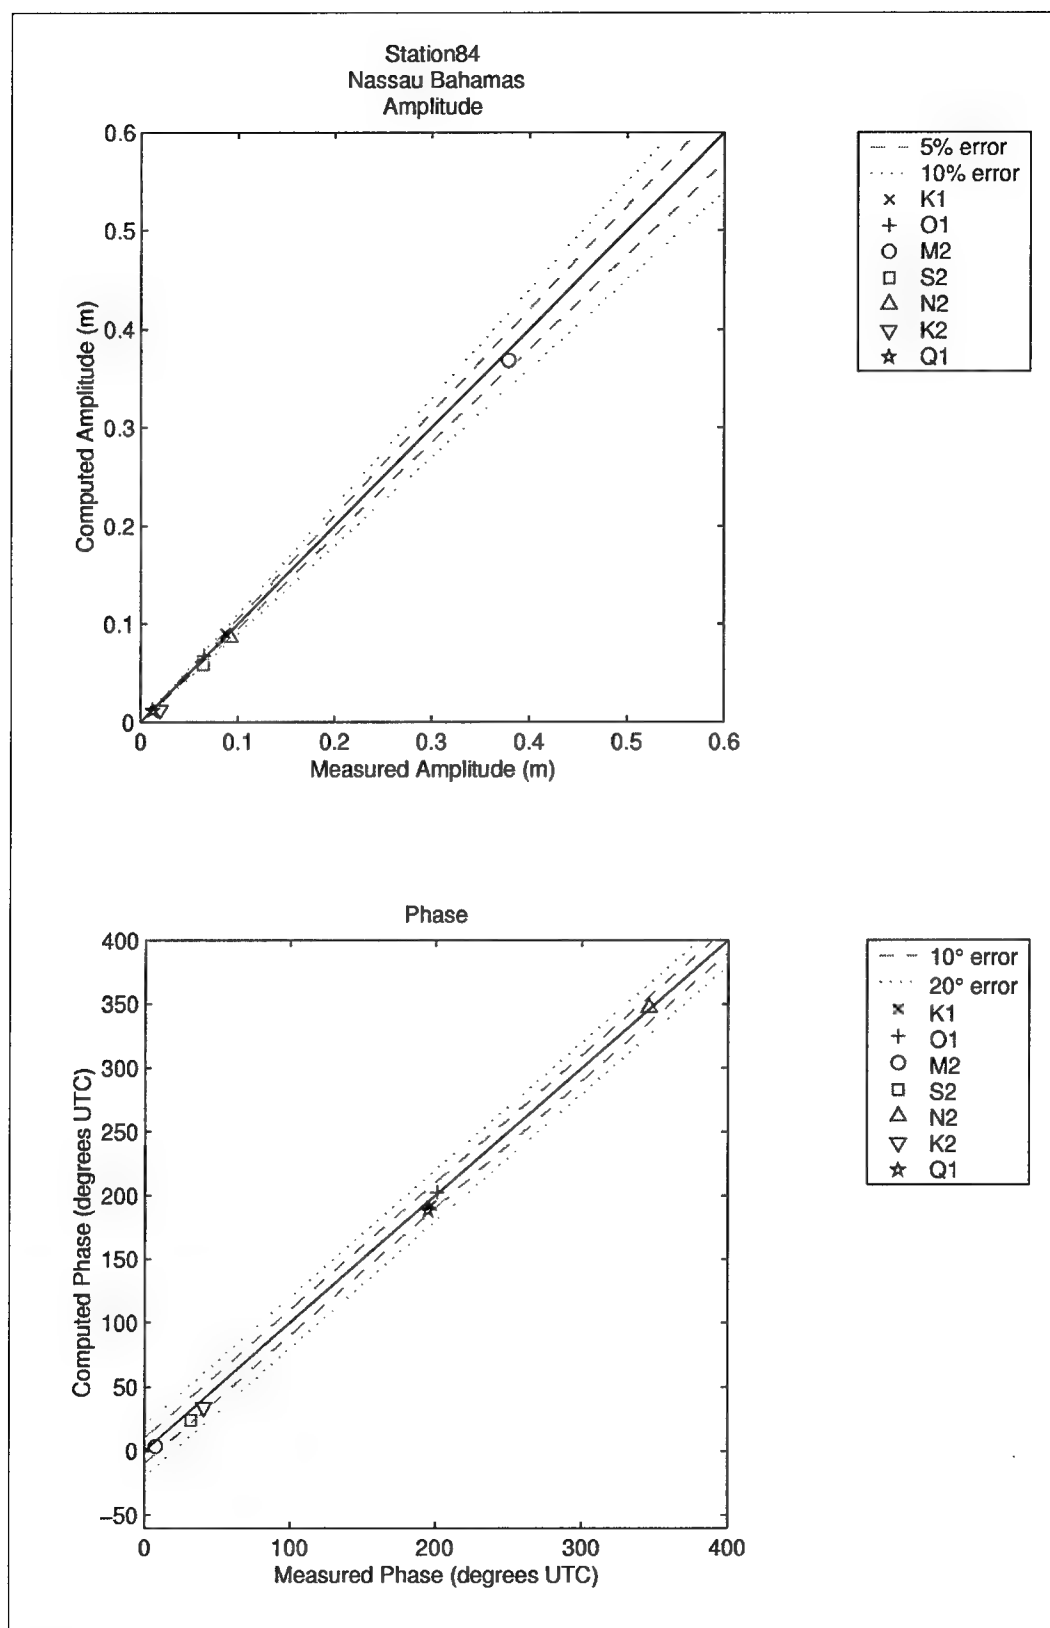 Station84
Nassau Bahamas
Amplitude
0.6
0.5
0.4
0.3
0.2
0.1
0
Computed Amplitude (m)
0 0.1 0.2 0.3 0.4 0.5 0.6
Measured Amplitude (m)
5% error
10% error
K1
O1
M2
S2
N2
K2
Q1
Phase
400
350
300
250
200
150
100
50
0
−50
Computed Phase (degrees UTC)
0 100 200 300 400
Measured Phase (degrees UTC)
10° error
20° error
K1
O1
M2
S2
N2
K2
Q1